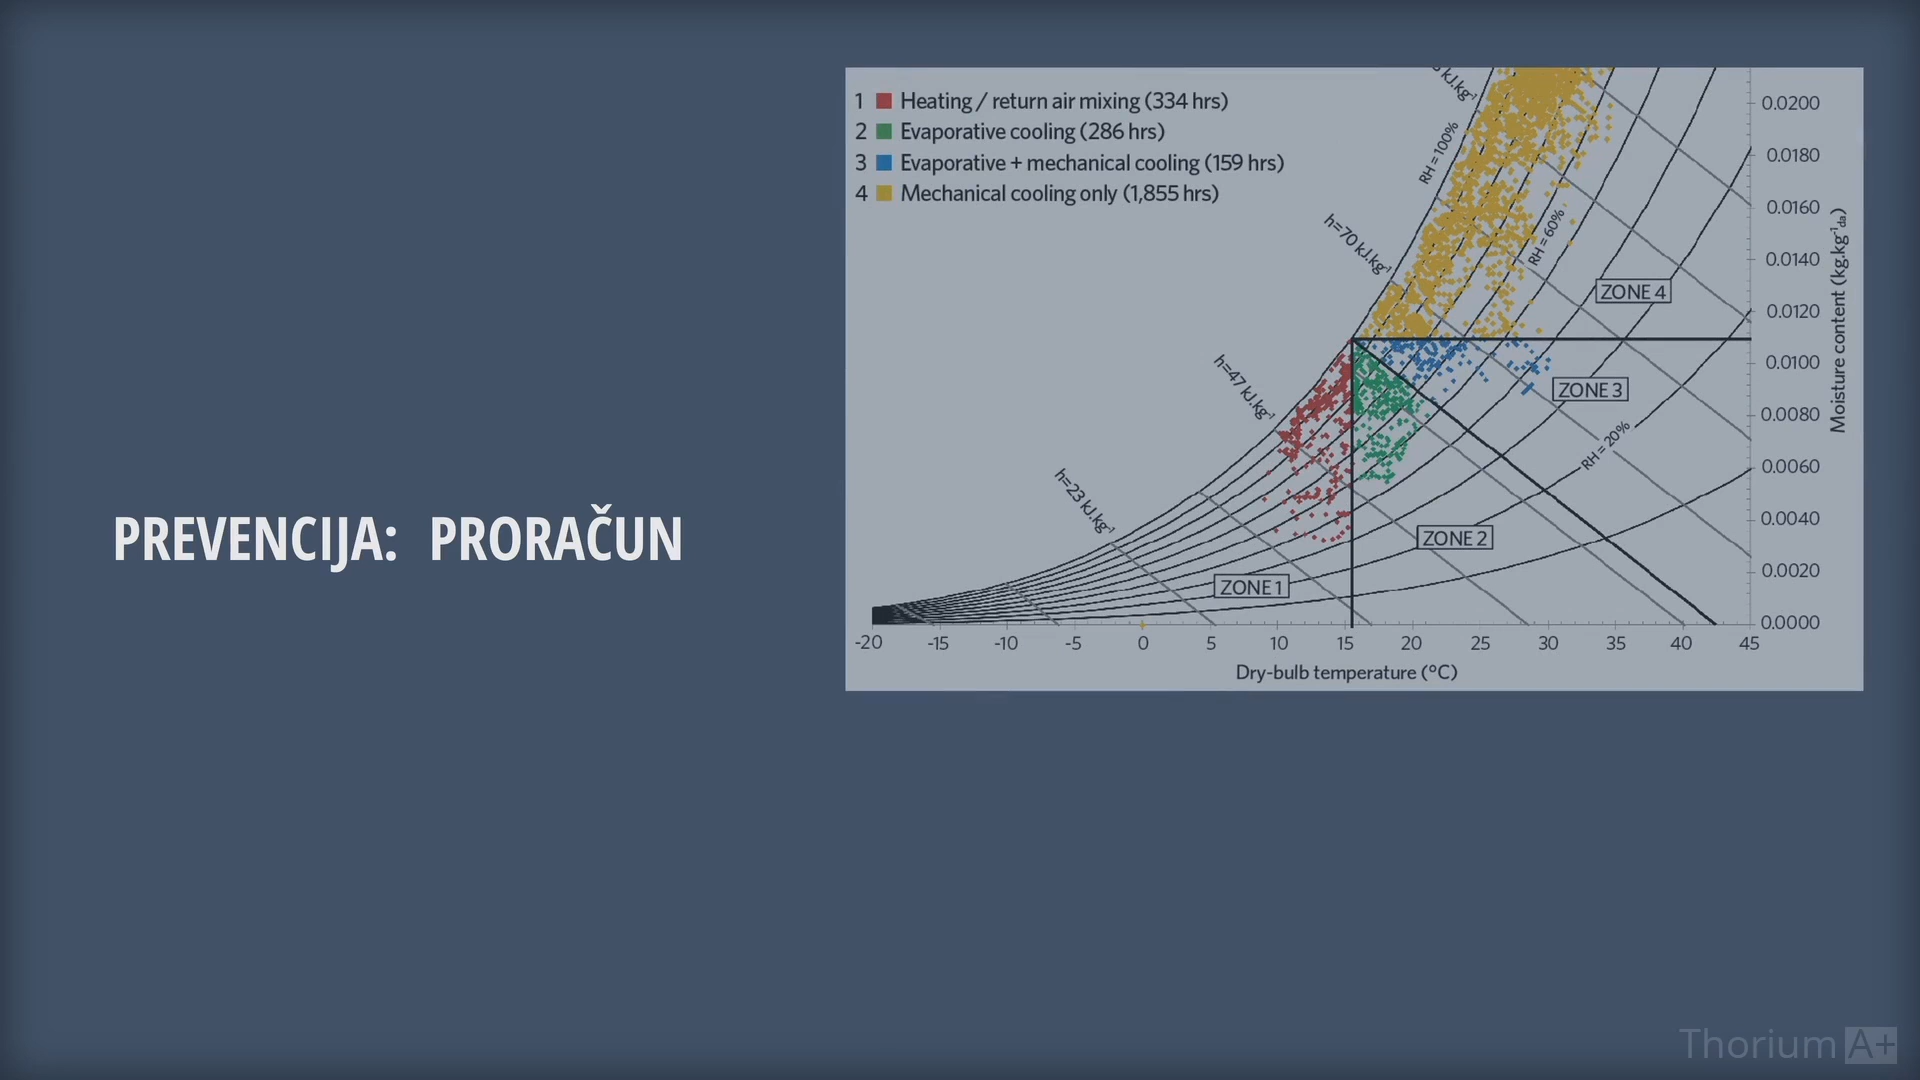 PREVENCIJA: PRORAČUN
1 Heating / return air mixing (334 hrs)
2 Evaporative cooling (286 hrs)
3 Evaporative + mechanical cooling (159 hrs)
4 Mechanical cooling only (1,855 hrs)
kJ.kg⁻¹
RH = 100%
h=70 kJ.kg⁻¹
RH = 60%
h=47 kJ.kg⁻¹
h=23 kJ.kg⁻¹
RH = 20%
ZONE 4
ZONE 3
ZONE 2
ZONE 1
0.0200
0.0180
0.0160
0.0140
0.0120
0.0100
0.0080
0.0060
0.0040
0.0020
0.0000
Moisture content (kg.kg⁻¹da)
-20 -15 -10 -5 0 5 10 15 20 25 30 35 40 45
Dry-bulb temperature (°C)
Thorium A+